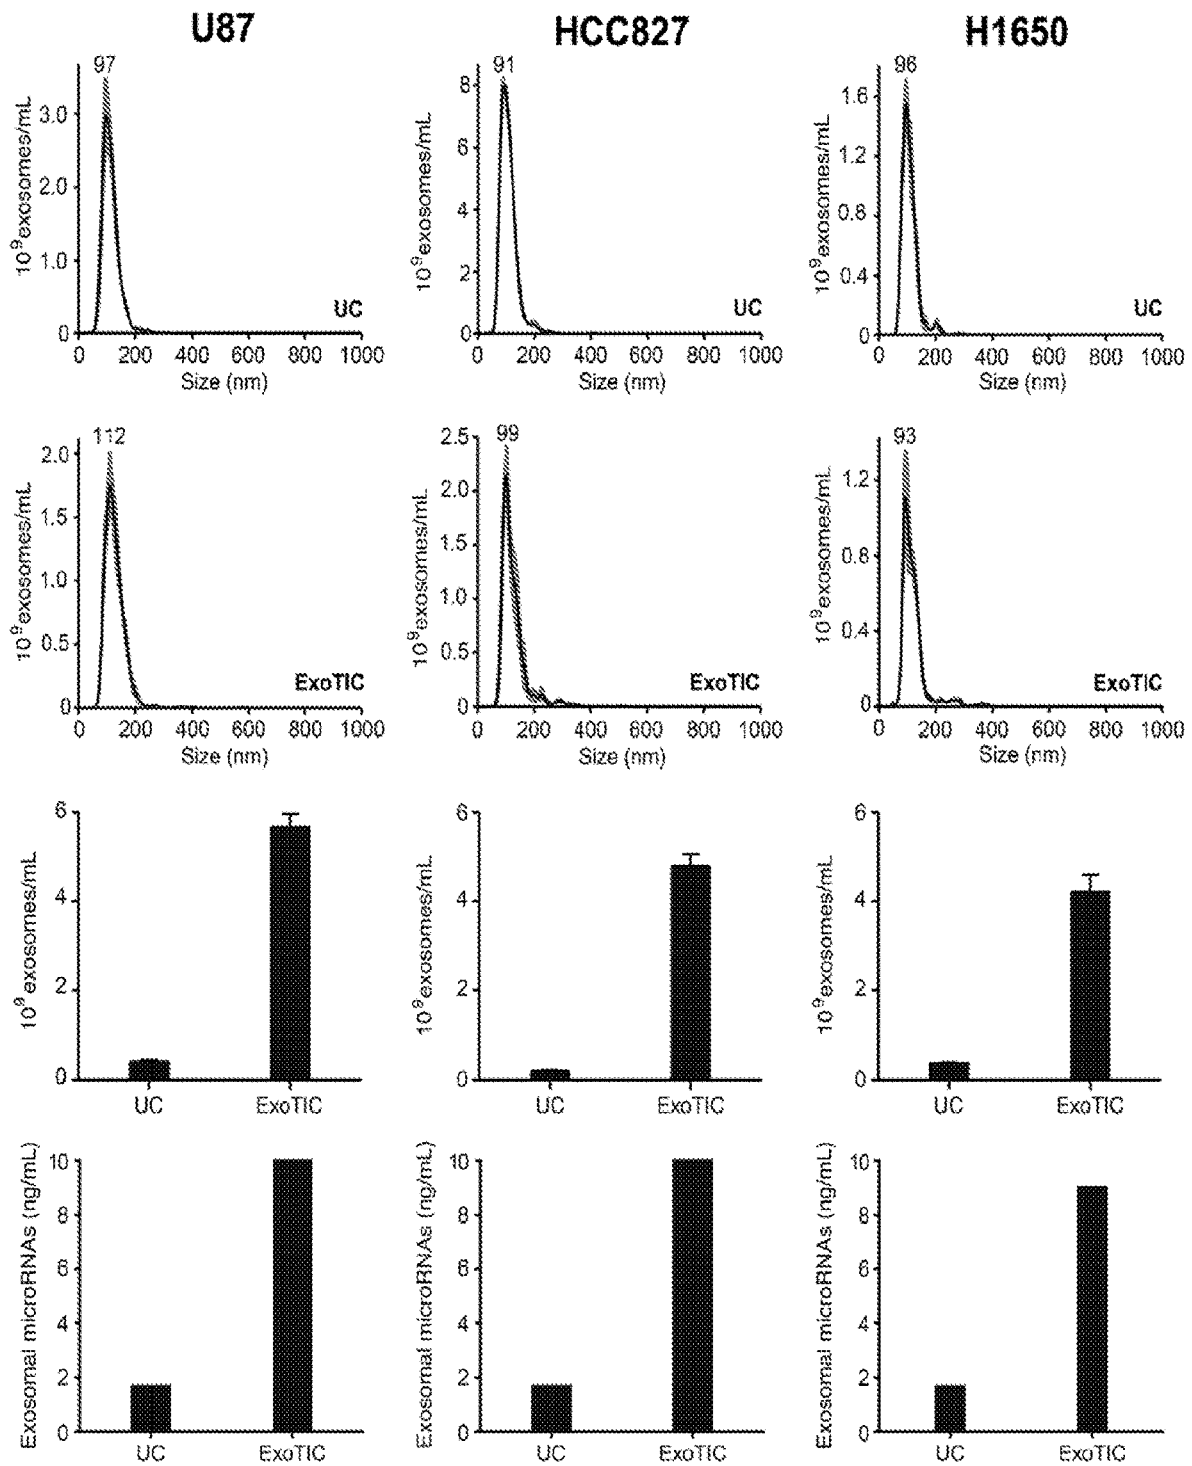 U87
HCC827
H1650
97
3.0
2.0
1.0
0
10⁹exosomes/mL
UC
0 200 400 600 800 1000
Size (nm)
91
8
6
4
2
0
10⁹exosomes/mL
UC
0 200 400 600 800 1000
Size (nm)
96
1.6
1.2
0.8
0.4
0
10⁹exosomes/mL
UC
0 200 400 600 800 1000
Size (nm)
112
2.0
1.5
1.0
0.5
0
10⁹exosomes/mL
ExoTIC
0 200 400 600 800 1000
Size (nm)
99
2.5
2.0
1.5
1.0
0.5
0
10⁹exosomes/mL
ExoTIC
0 200 400 600 800 1000
Size (nm)
93
1.2
0.8
0.4
0
10⁹exosomes/mL
ExoTIC
0 200 400 600 800 1000
Size (nm)
6
4
2
0
10⁹exosomes/mL
UC ExoTIC
6
4
2
0
10⁹exosomes/mL
UC ExoTIC
6
4
2
0
10⁹exosomes/mL
UC ExoTIC
10
8
6
4
2
0
Exosomal microRNAs (ng/mL)
UC ExoTIC
10
8
6
4
2
0
Exosomal microRNAs (ng/mL)
UC ExoTIC
10
8
6
4
2
0
Exosomal microRNAs (ng/mL)
UC ExoTIC